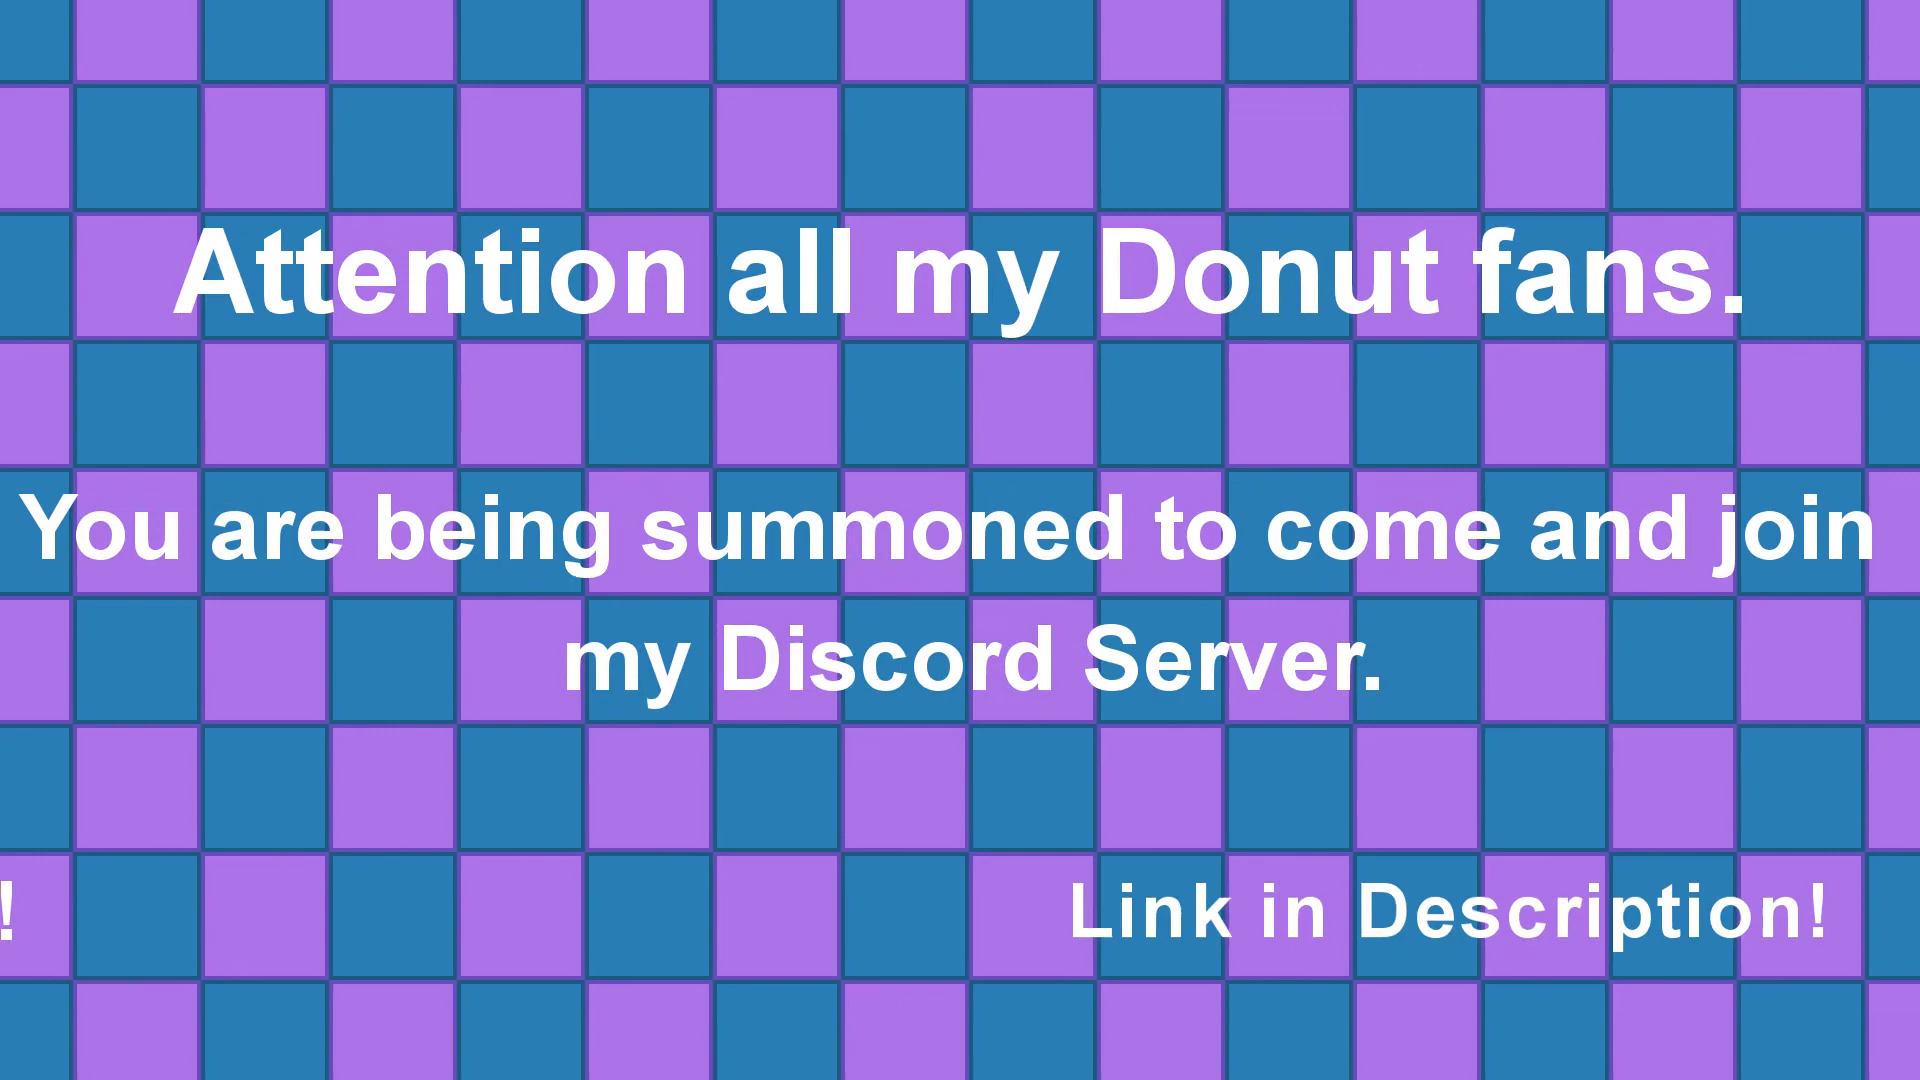 Attention all my Donut fans.
You are being summoned to come and join
my Discord Server.
! Link in Description!